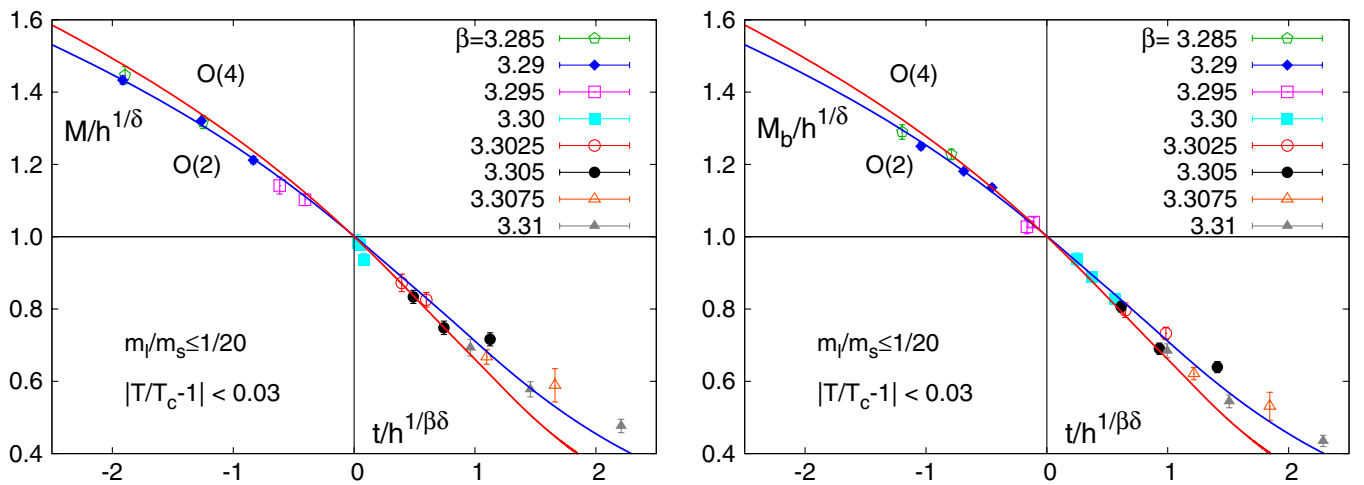 1.6
1.4
1.2
1.0
0.8
0.6
0.4
-2
-1
0
1
2
O(4)
M/h^{1/δ}
O(2)
β=3.285
3.29
3.295
3.30
3.3025
3.305
3.3075
3.31
m_l/m_s≤1/20
|T/T_c-1| < 0.03
t/h^{1/βδ}
1.6
1.4
1.2
1.0
0.8
0.6
0.4
-2
-1
0
1
2
O(4)
M_b/h^{1/δ}
O(2)
β= 3.285
3.29
3.295
3.30
3.3025
3.305
3.3075
3.31
m_l/m_s≤1/20
|T/T_c-1| < 0.03
t/h^{1/βδ}